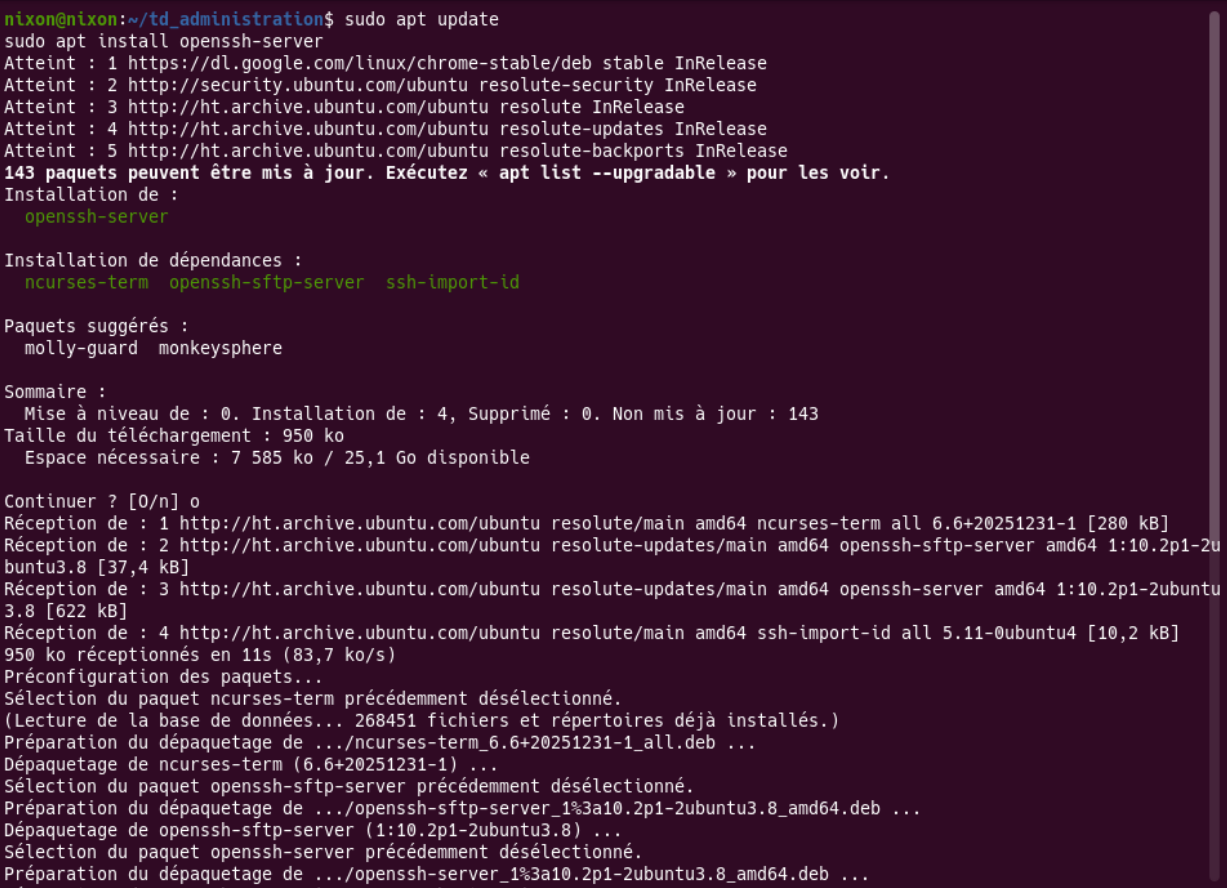 nixon@nixon:~/td_administration$ sudo apt update
sudo apt install openssh-server
Atteint : 1 https://dl.google.com/linux/chrome-stable/deb stable InRelease
Atteint : 2 http://security.ubuntu.com/ubuntu resolute-security InRelease
Atteint : 3 http://ht.archive.ubuntu.com/ubuntu resolute InRelease
Atteint : 4 http://ht.archive.ubuntu.com/ubuntu resolute-updates InRelease
Atteint : 5 http://ht.archive.ubuntu.com/ubuntu resolute-backports InRelease
143 paquets peuvent être mis à jour. Exécutez « apt list --upgradable » pour les voir.
Installation de :
  openssh-server

Installation de dépendances :
  ncurses-term  openssh-sftp-server  ssh-import-id

Paquets suggérés :
  molly-guard  monkeysphere

Sommaire :
  Mise à niveau de : 0. Installation de : 4, Supprimé : 0. Non mis à jour : 143
Taille du téléchargement : 950 ko
  Espace nécessaire : 7 585 ko / 25,1 Go disponible

Continuer ? [O/n] o
Réception de : 1 http://ht.archive.ubuntu.com/ubuntu resolute/main amd64 ncurses-term all 6.6+20251231-1 [280 kB]
Réception de : 2 http://ht.archive.ubuntu.com/ubuntu resolute-updates/main amd64 openssh-sftp-server amd64 1:10.2p1-2u
buntu3.8 [37,4 kB]
Réception de : 3 http://ht.archive.ubuntu.com/ubuntu resolute-updates/main amd64 openssh-server amd64 1:10.2p1-2ubuntu
3.8 [622 kB]
Réception de : 4 http://ht.archive.ubuntu.com/ubuntu resolute/main amd64 ssh-import-id all 5.11-0ubuntu4 [10,2 kB]
950 ko réceptionnés en 11s (83,7 ko/s)
Préconfiguration des paquets...
Sélection du paquet ncurses-term précédemment désélectionné.
(Lecture de la base de données... 268451 fichiers et répertoires déjà installés.)
Préparation du dépaquetage de .../ncurses-term_6.6+20251231-1_all.deb ...
Dépaquetage de ncurses-term (6.6+20251231-1) ...
Sélection du paquet openssh-sftp-server précédemment désélectionné.
Préparation du dépaquetage de .../openssh-sftp-server_1%3a10.2p1-2ubuntu3.8_amd64.deb ...
Dépaquetage de openssh-sftp-server (1:10.2p1-2ubuntu3.8) ...
Sélection du paquet openssh-server précédemment désélectionné.
Préparation du dépaquetage de .../openssh-server_1%3a10.2p1-2ubuntu3.8_amd64.deb ...